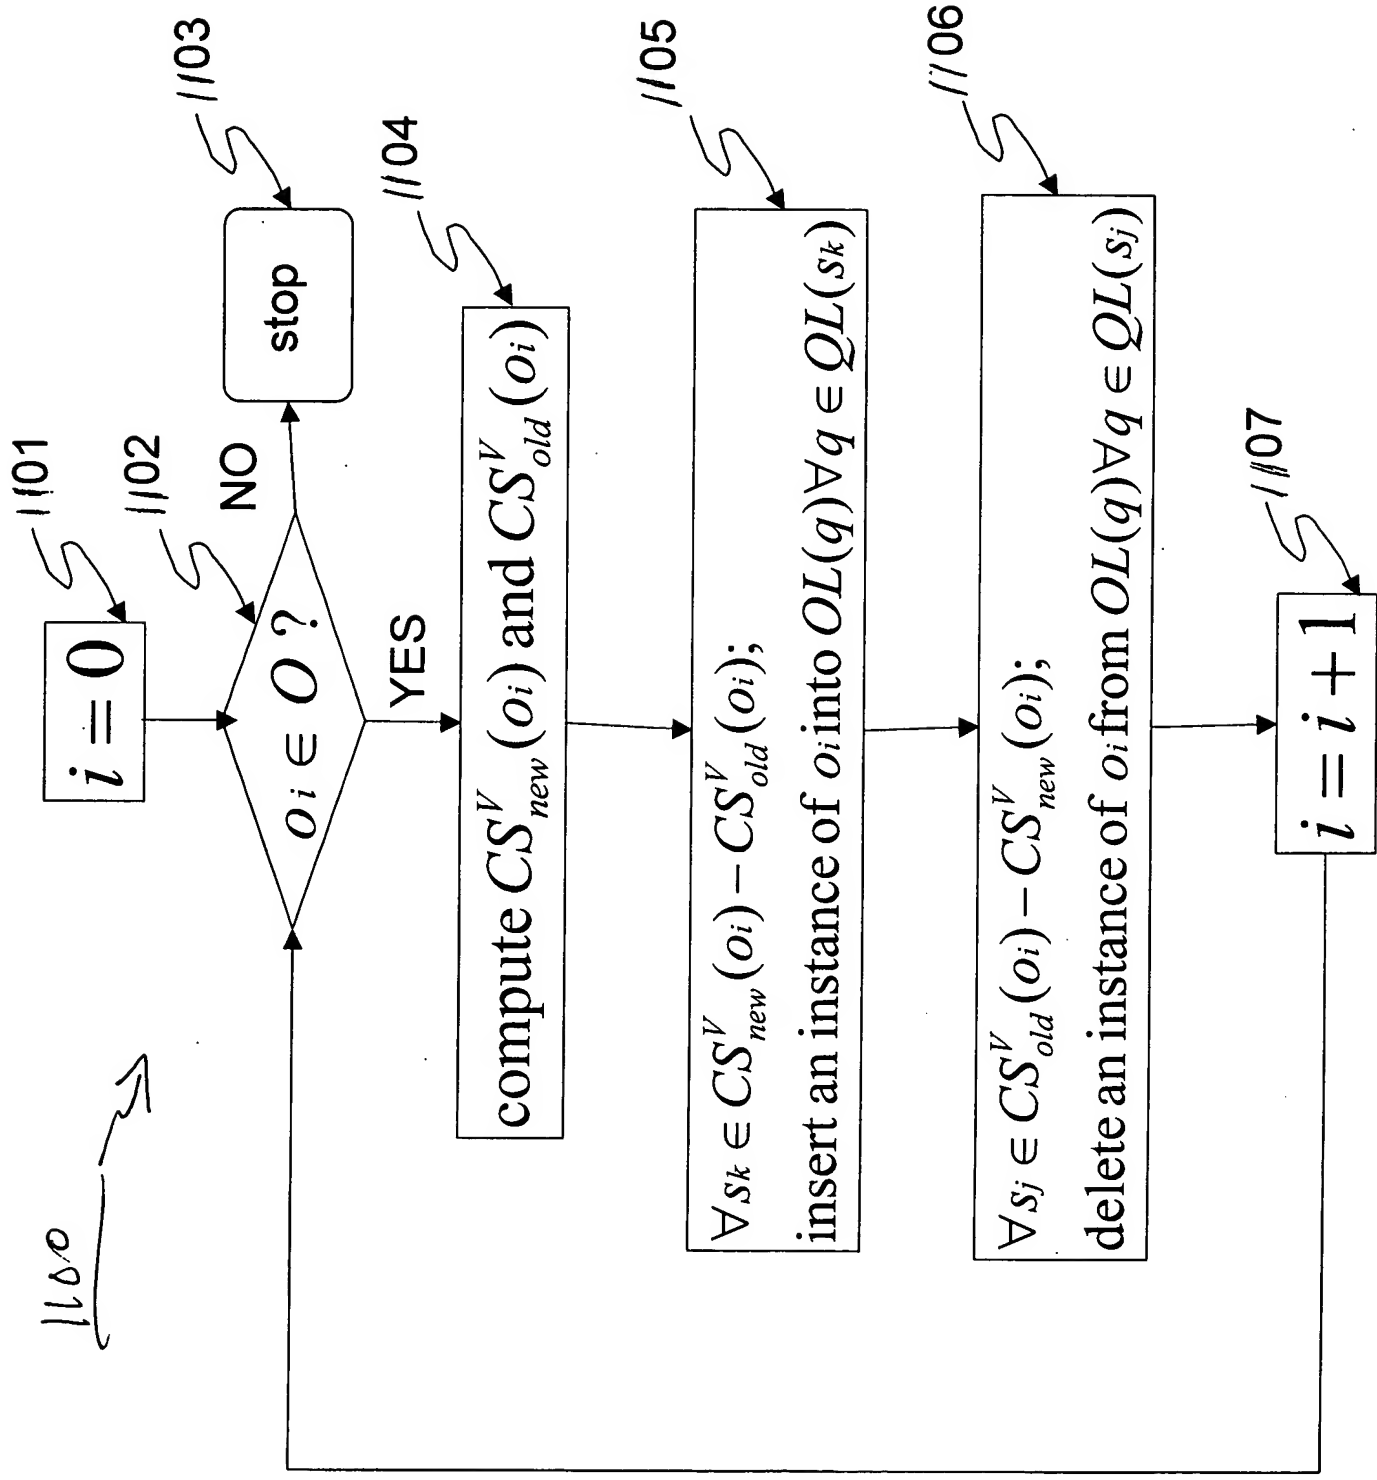 1100
1101
i = 0
1102
o_i ∈ O ?
NO
1103
stop
YES
1104
compute CS^V_new(o_i) and CS^V_old(o_i)
1105
∀s_k ∈ CS^V_new(o_i) − CS^V_old(o_i);
insert an instance of o_i into OL(q)∀q ∈ QL(s_k)
1106
∀s_j ∈ CS^V_old(o_i) − CS^V_new(o_i);
delete an instance of o_i from OL(q)∀q ∈ QL(s_j)
1107
i = i + 1